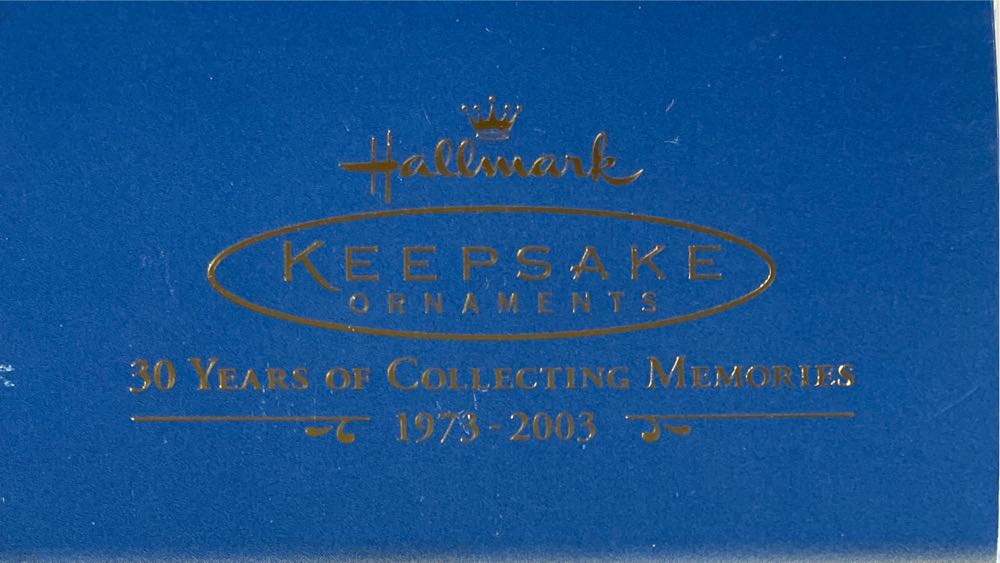 Hallmark
KEEPSAKE
ORNAMENTS
30 YEARS OF COLLECTING MEMORIES
1973-2003